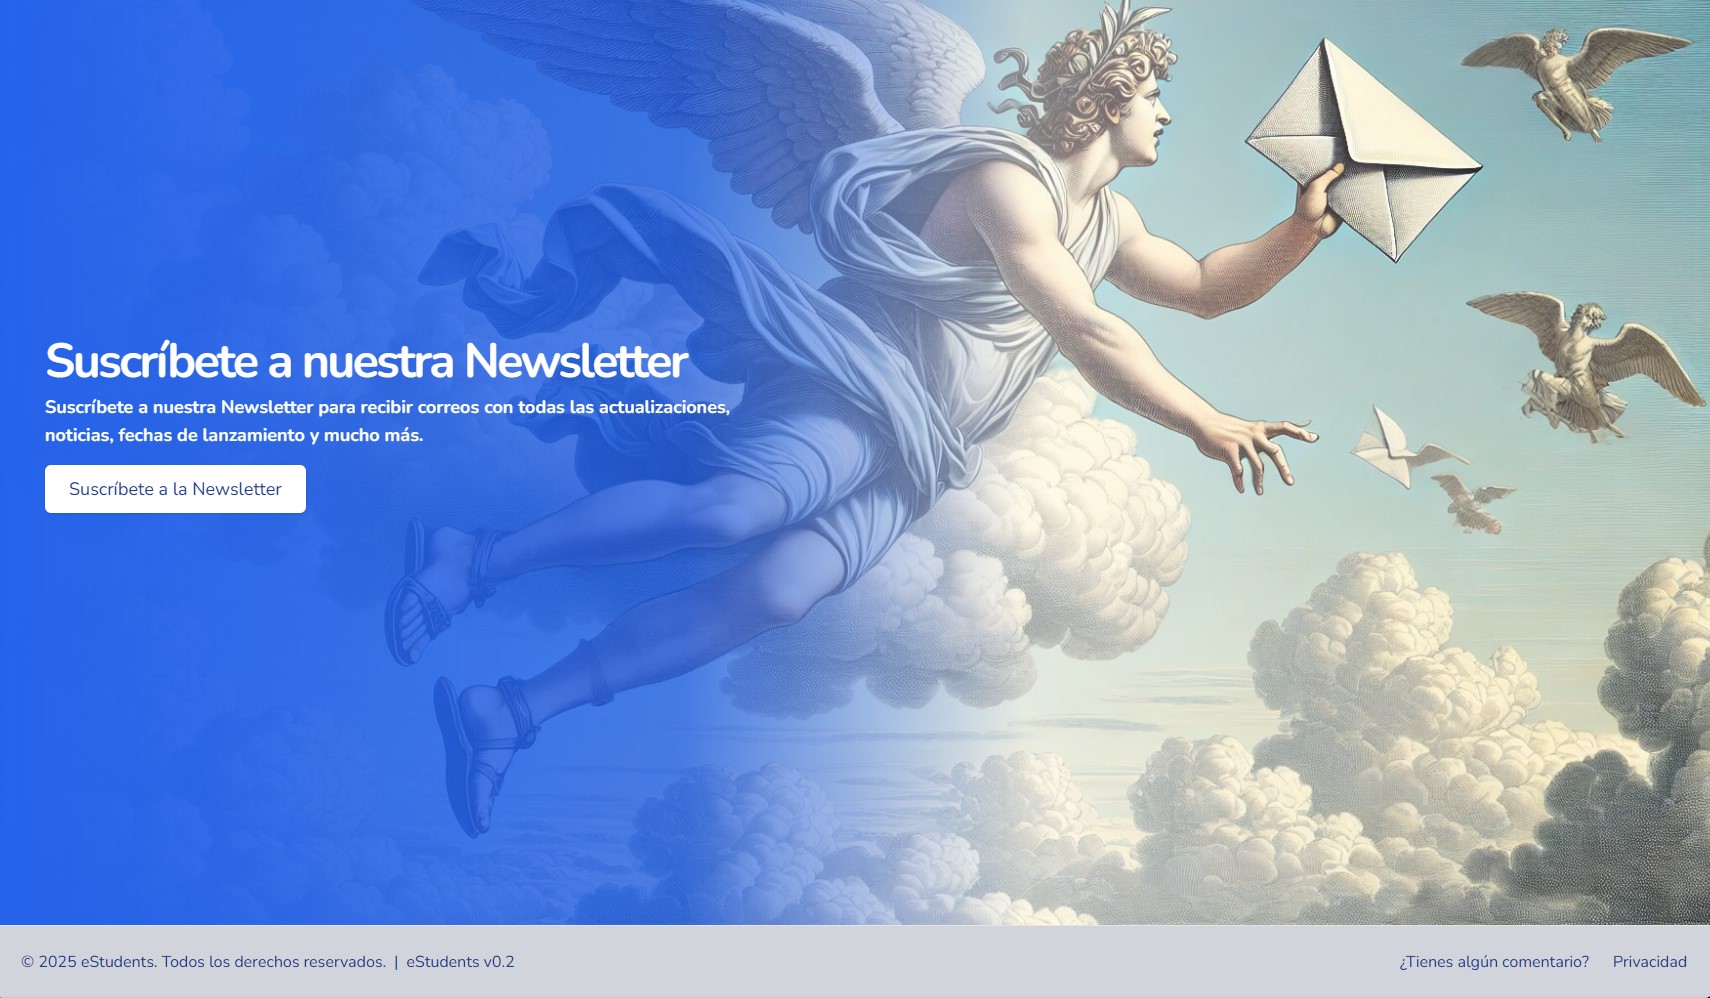 Suscríbete a nuestra Newsletter
Suscríbete a nuestra Newsletter para recibir correos con todas las actualizaciones,
noticias, fechas de lanzamiento y mucho más.
Suscríbete a la Newsletter
© 2025 eStudents. Todos los derechos reservados. | eStudents v0.2
¿Tienes algún comentario? Privacidad